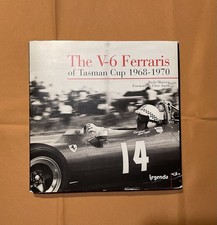 The V-6 Ferraris
of Tasman Cup 1968-1970
14
legenda